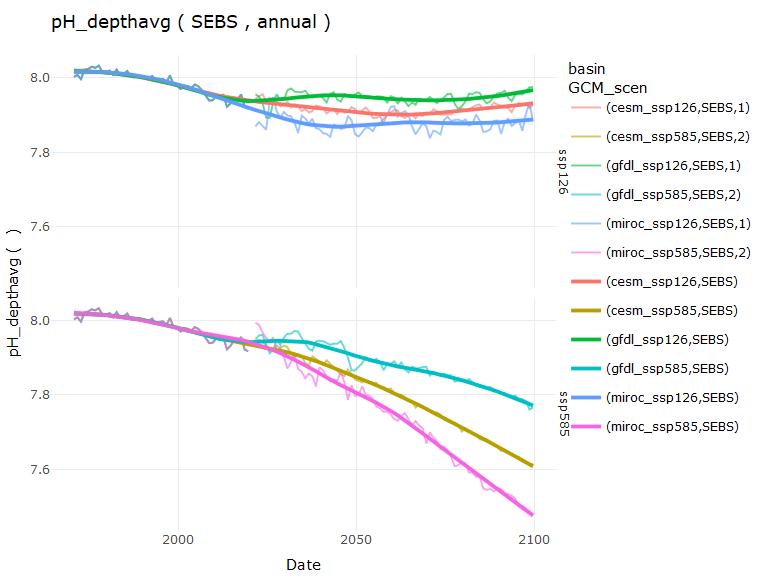 pH_depthavg ( SEBS , annual )
8.0
7.8
7.6
ssp126
8.0
7.8
7.6
ssp585
pH_depthavg (   )
2000
2050
2100
Date
basin
GCM_scen
(cesm_ssp126,SEBS,1)
(cesm_ssp585,SEBS,2)
(gfdl_ssp126,SEBS,1)
(gfdl_ssp585,SEBS,2)
(miroc_ssp126,SEBS,1)
(miroc_ssp585,SEBS,2)
(cesm_ssp126,SEBS)
(cesm_ssp585,SEBS)
(gfdl_ssp126,SEBS)
(gfdl_ssp585,SEBS)
(miroc_ssp126,SEBS)
(miroc_ssp585,SEBS)